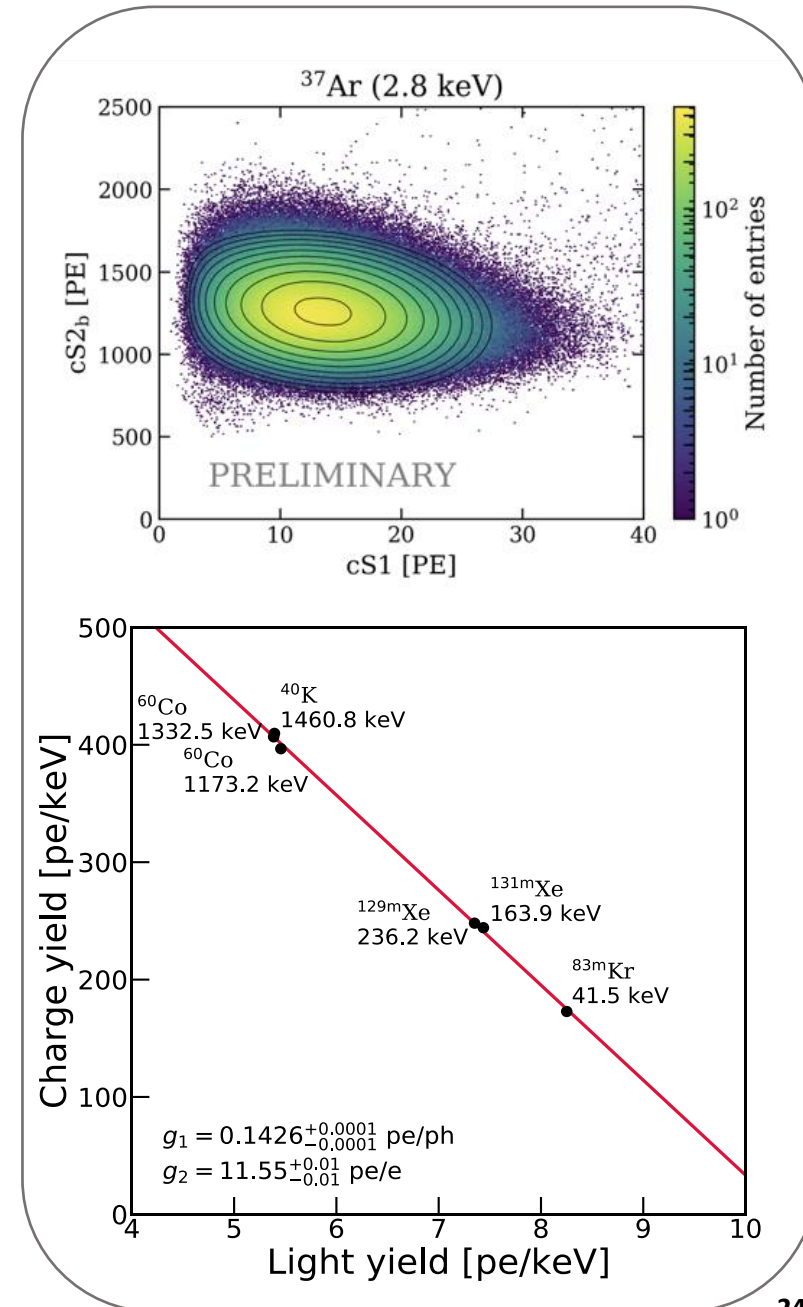 ³⁷Ar (2.8 keV)
2500
2000
1500
1000
500
0
cS2b [PE]
0 10 20 30 40
cS1 [PE]
PRELIMINARY
10²
10¹
10⁰
Number of entries
500
400
300
200
100
0
Charge yield [pe/keV]
⁶⁰Co
1332.5 keV
⁴⁰K
1460.8 keV
⁶⁰Co
1173.2 keV
¹²⁹ᵐXe
236.2 keV
¹³¹ᵐXe
163.9 keV
⁸³ᵐKr
41.5 keV
g₁ = 0.1426 +0.0001 −0.0001 pe/ph
g₂ = 11.55 +0.01 −0.01 pe/e
4 5 6 7 8 9 10
Light yield [pe/keV]